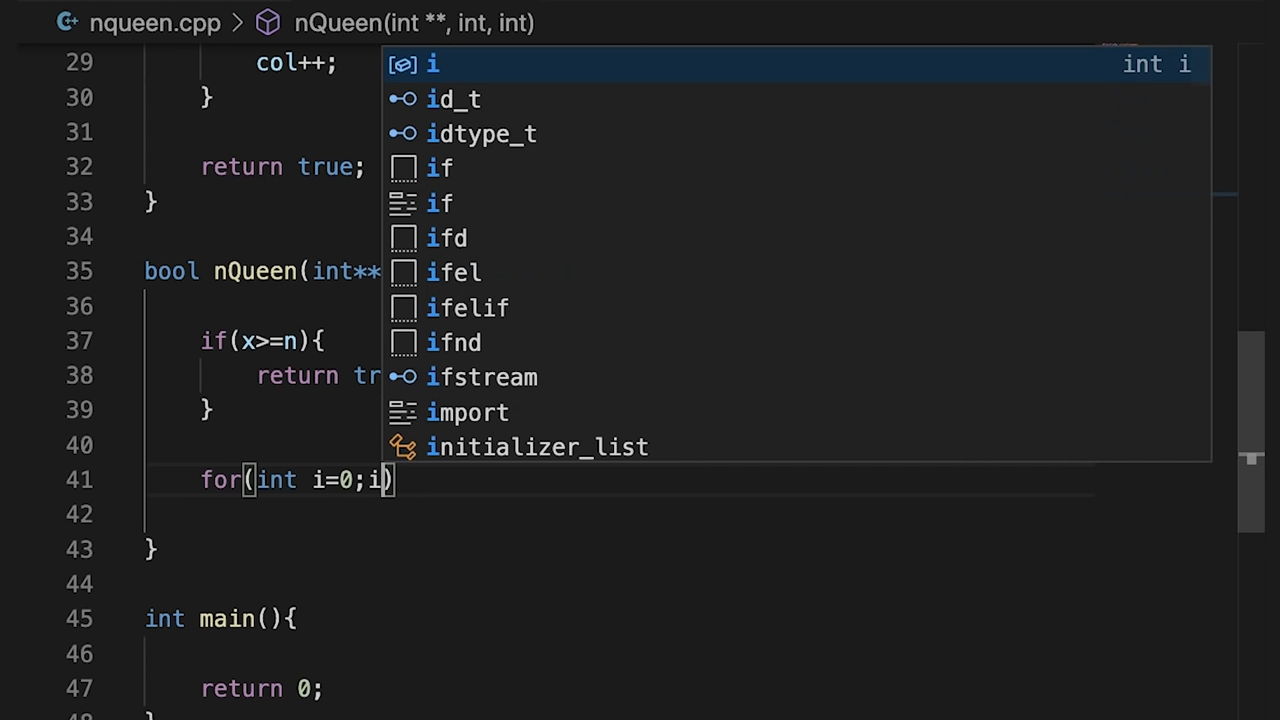 nqueen.cpp > nQueen(int **, int, int)
29 col++;
30 }
31
32 return true;
33 }
34
35 bool nQueen(int**
36
37 if(x>=n){
38 return tr
39 }
40
41 for(int i=0;i)
42
43 }
44
45 int main(){
46
47 return 0;
48 }
i int i
id_t
idtype_t
if
if
ifd
ifel
ifelif
ifnd
ifstream
import
initializer_list